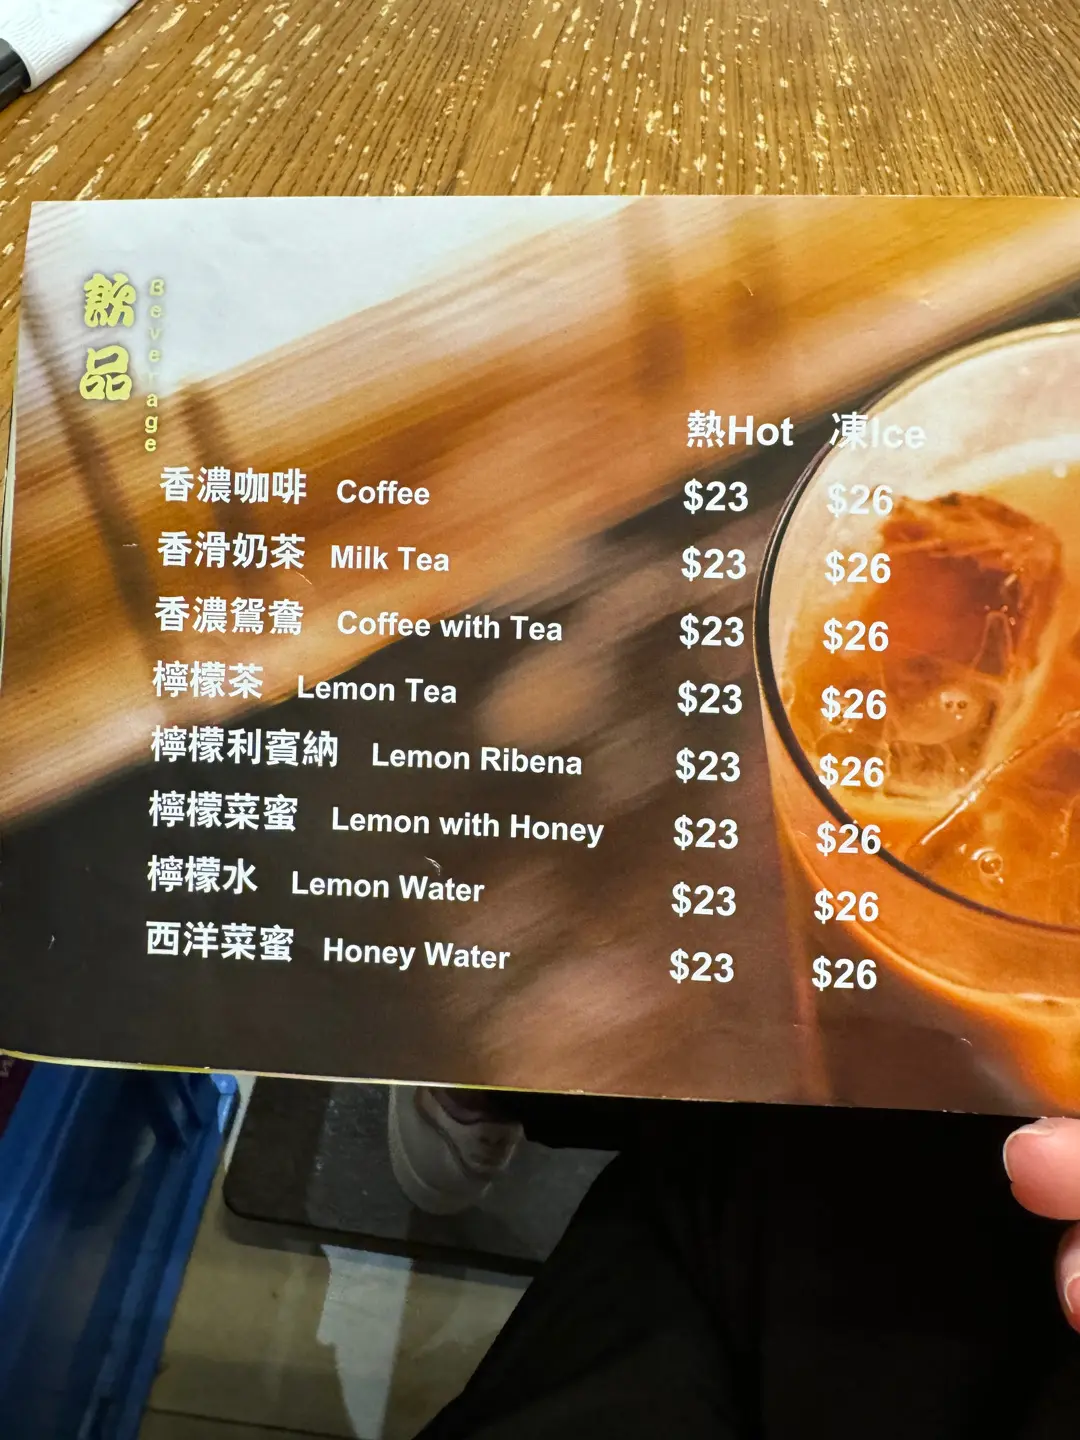 飲品
Beverage
熱Hot 凍Ice
香濃咖啡 Coffee $23 $26
香滑奶茶 Milk Tea $23 $26
香濃鴛鴦 Coffee with Tea $23 $26
檸檬茶 Lemon Tea $23 $26
檸檬利賓納 Lemon Ribena $23 $26
檸檬菜蜜 Lemon with Honey $23 $26
檸檬水 Lemon Water $23 $26
西洋菜蜜 Honey Water $23 $26